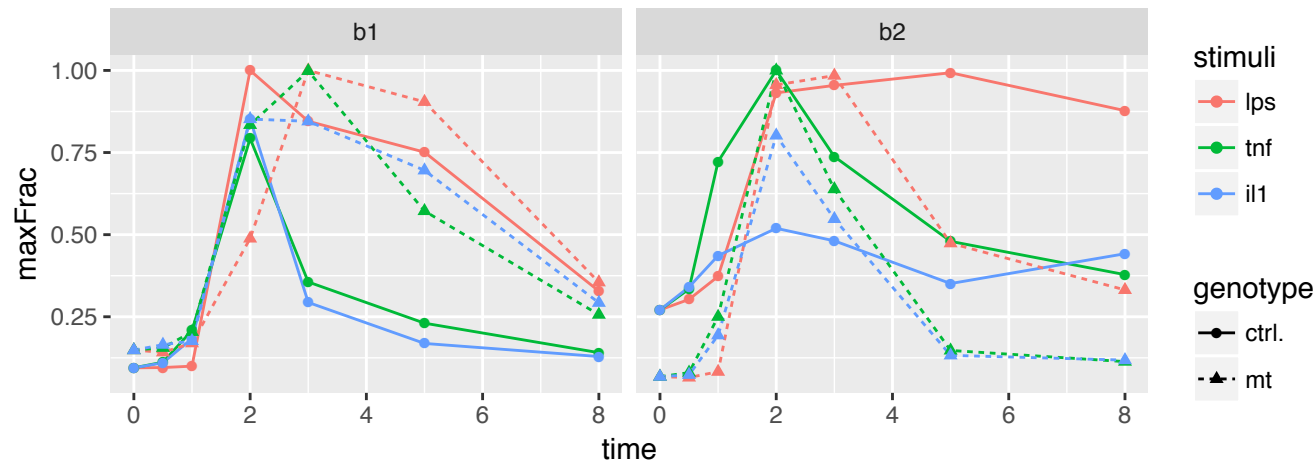 b1
b2
maxFrac
1.00
0.75
0.50
0.25
0 2 4 6 8
0 2 4 6 8
time
stimuli
lps
tnf
il1
genotype
ctrl.
mt